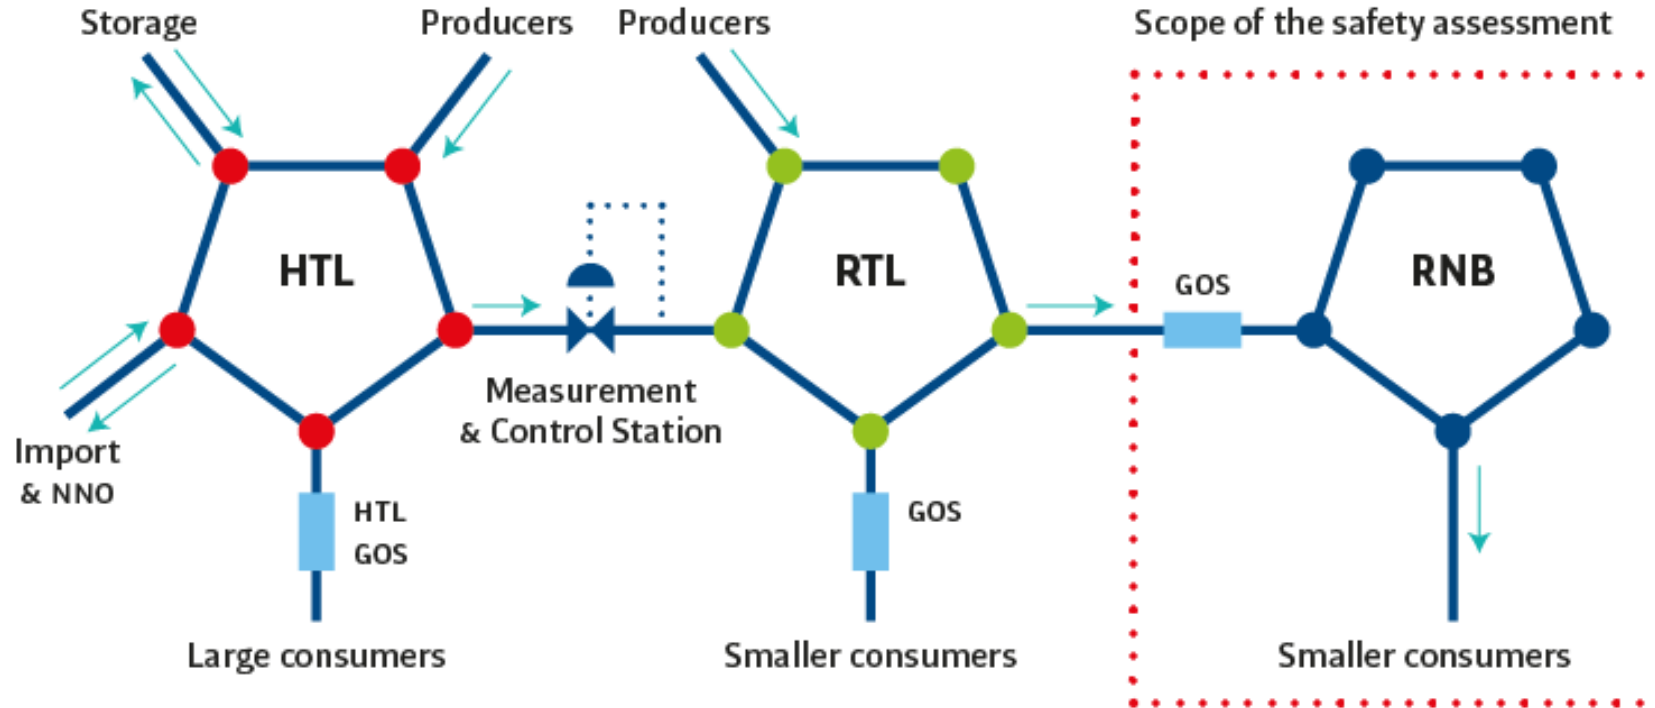 Storage
Producers
Producers
Scope of the safety assessment
HTL
RTL
GOS
RNB
Measurement
& Control Station
Import
& NNO
HTL
GOS
GOS
Large consumers
Smaller consumers
Smaller consumers